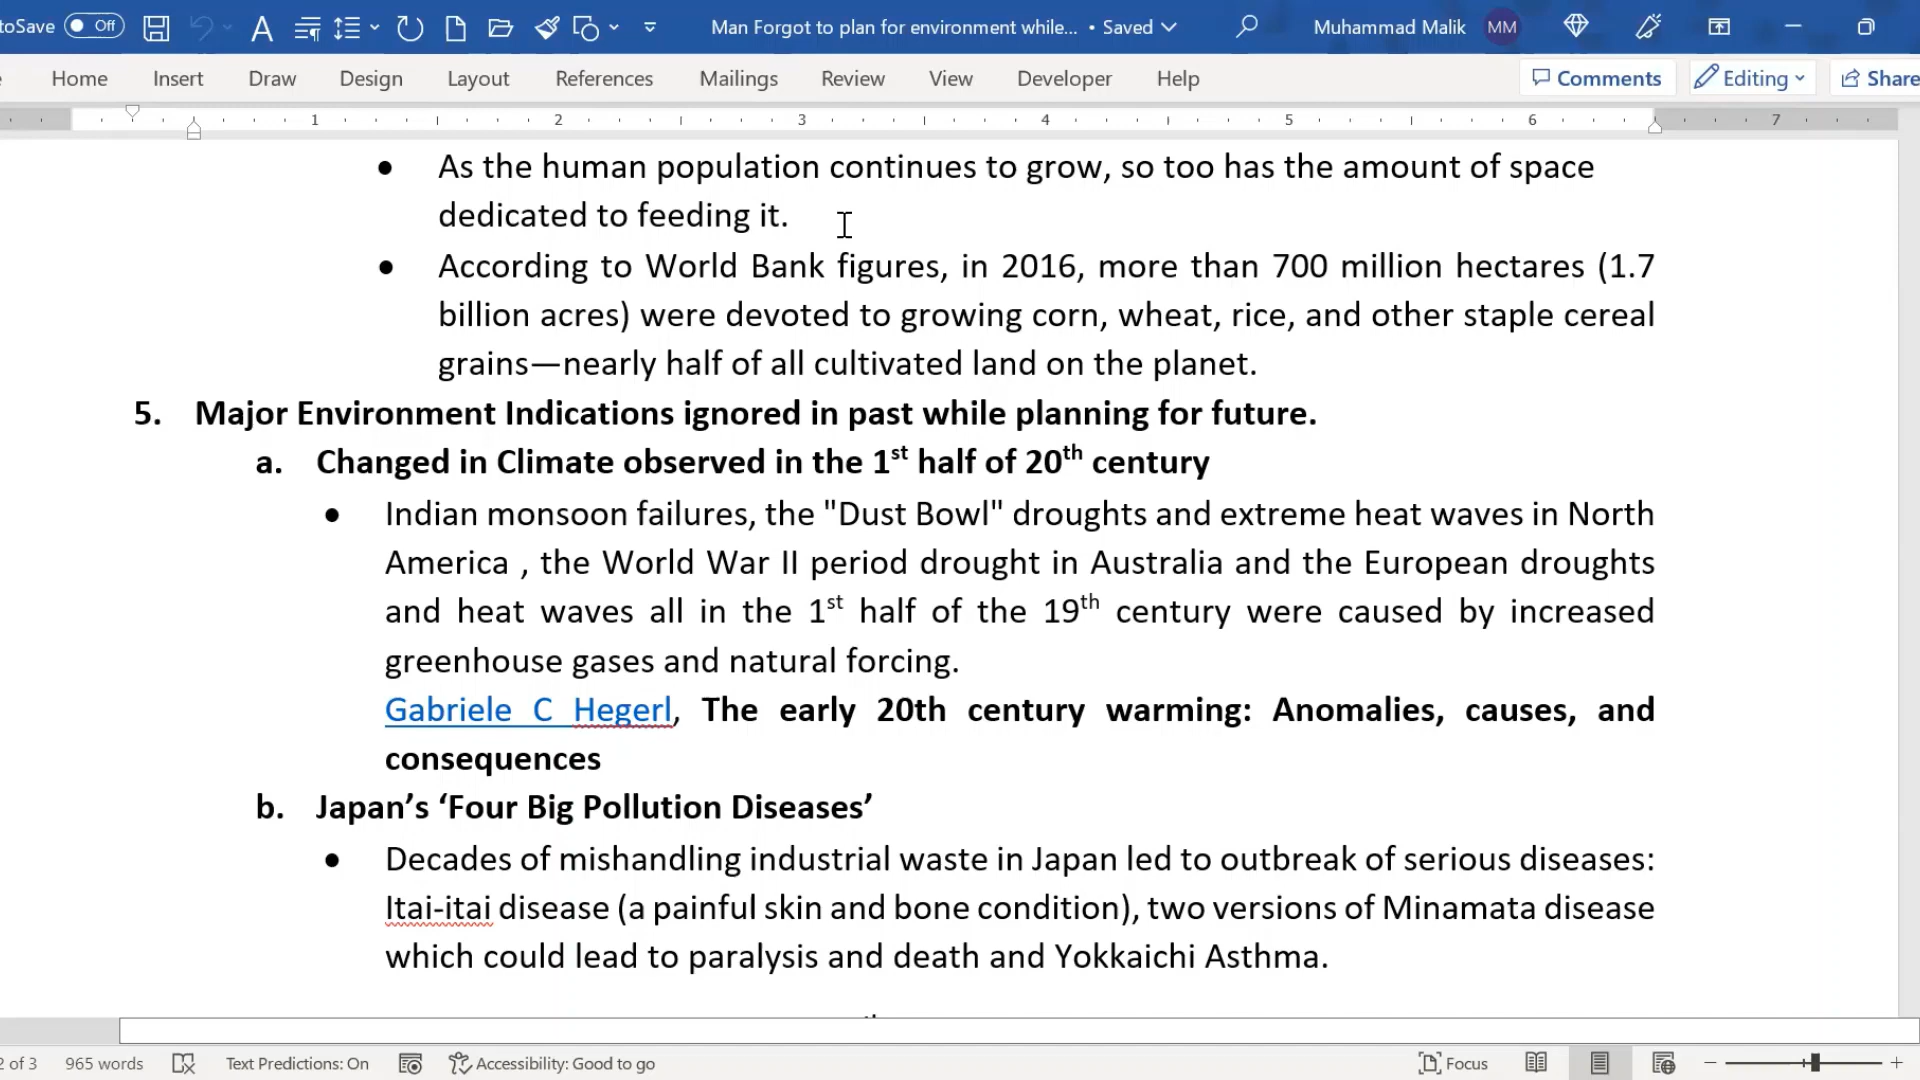 toSave Off Man Forgot to plan for environment while... • Saved Muhammad Malik MM
Home Insert Draw Design Layout References Mailings Review View Developer Help Comments Editing Share
1 2 3 4 5 6 7
• As the human population continues to grow, so too has the amount of space
dedicated to feeding it.
• According to World Bank figures, in 2016, more than 700 million hectares (1.7
billion acres) were devoted to growing corn, wheat, rice, and other staple cereal
grains—nearly half of all cultivated land on the planet.
5. Major Environment Indications ignored in past while planning for future.
a. Changed in Climate observed in the 1st half of 20th century
• Indian monsoon failures, the "Dust Bowl" droughts and extreme heat waves in North
America , the World War II period drought in Australia and the European droughts
and heat waves all in the 1st half of the 19th century were caused by increased
greenhouse gases and natural forcing.
Gabriele C Hegerl, The early 20th century warming: Anomalies, causes, and
consequences
b. Japan’s ‘Four Big Pollution Diseases’
• Decades of mishandling industrial waste in Japan led to outbreak of serious diseases:
Itai-itai disease (a painful skin and bone condition), two versions of Minamata disease
which could lead to paralysis and death and Yokkaichi Asthma.
2 of 3 965 words Text Predictions: On Accessibility: Good to go Focus